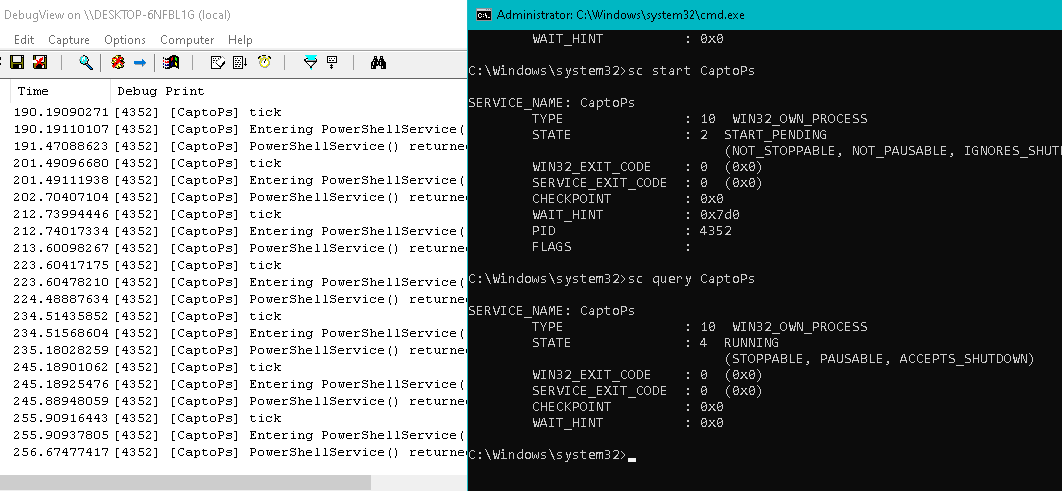 DebugView on \\DESKTOP-6NFBL1G (local)
Edit Capture Options Computer Help
Time Debug Print
190.19090271 [4352] [CaptoPs] tick
190.19110107 [4352] [CaptoPs] Entering PowerShellService(
191.47088623 [4352] [CaptoPs] PowerShellService() returne
201.49096680 [4352] [CaptoPs] tick
201.49111938 [4352] [CaptoPs] Entering PowerShellService(
202.70407104 [4352] [CaptoPs] PowerShellService() returne
212.73994446 [4352] [CaptoPs] tick
212.74017334 [4352] [CaptoPs] Entering PowerShellService(
213.60098267 [4352] [CaptoPs] PowerShellService() returne
223.60417175 [4352] [CaptoPs] tick
223.60478210 [4352] [CaptoPs] Entering PowerShellService(
224.48887634 [4352] [CaptoPs] PowerShellService() returne
234.51435852 [4352] [CaptoPs] tick
234.51568604 [4352] [CaptoPs] Entering PowerShellService(
235.18028259 [4352] [CaptoPs] PowerShellService() returne
245.18901062 [4352] [CaptoPs] tick
245.18925476 [4352] [CaptoPs] Entering PowerShellService(
245.88948059 [4352] [CaptoPs] PowerShellService() returne
255.90916443 [4352] [CaptoPs] tick
255.90937805 [4352] [CaptoPs] Entering PowerShellService(
256.67477417 [4352] [CaptoPs] PowerShellService() returne
Administrator: C:\Windows\system32\cmd.exe
WAIT_HINT : 0x0
C:\Windows\system32>sc start CaptoPs
SERVICE_NAME: CaptoPs
TYPE : 10 WIN32_OWN_PROCESS
STATE : 2 START_PENDING
(NOT_STOPPABLE, NOT_PAUSABLE, IGNORES_SHUT
WIN32_EXIT_CODE : 0 (0x0)
SERVICE_EXIT_CODE : 0 (0x0)
CHECKPOINT : 0x0
WAIT_HINT : 0x7d0
PID : 4352
FLAGS :
C:\Windows\system32>sc query CaptoPs
SERVICE_NAME: CaptoPs
TYPE : 10 WIN32_OWN_PROCESS
STATE : 4 RUNNING
(STOPPABLE, PAUSABLE, ACCEPTS_SHUTDOWN)
WIN32_EXIT_CODE : 0 (0x0)
SERVICE_EXIT_CODE : 0 (0x0)
CHECKPOINT : 0x0
WAIT_HINT : 0x0
C:\Windows\system32>